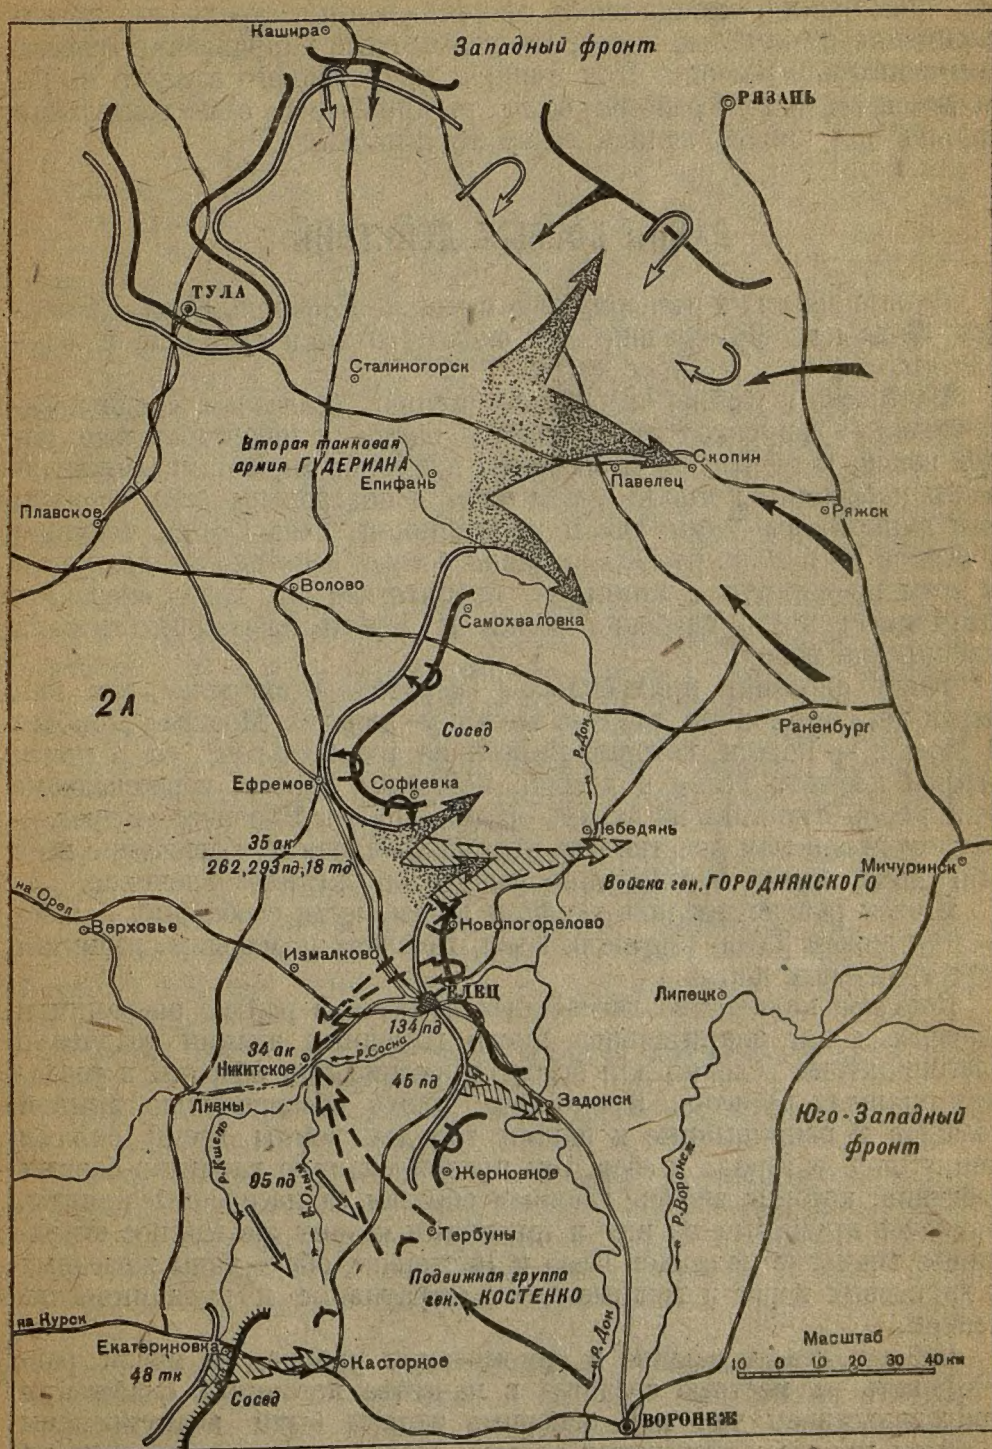 Кашира
Западный фронт
РЯЗАНЬ
ТУЛА
Сталиногорск
Вторая танковая
армия ГУДЕРИАНА
Епифань
Скопин
Павелец
Плавское
Ряжск
Волово
Самохваловка
2А
Сосед
р. Дон
Раненбург
Ефремов
Софиевка
Лебедянь
35 ак
262, 293 пд, 18 тд
Мичуринск
Войска ген. ГОРОДНЯНСКОГО
на Орел
Верховье
Новопогорелово
Измалково
ЕЛЕЦ
Липецк
134 пд
34 ак
р. Сосна
Никитское
45 пд
Ливны
Задонск
Юго-Западный
фронт
р. Кшень
95 пд
р. Олым
Жерновное
р. Воронеж
Тербуны
Подвижная группа
ген. КОСТЕНКО
на Курск
р. Дон
Екатериновка
Масштаб
48 тк
Касторное
10 0 10 20 30 40 км
Сосед
ВОРОНЕЖ